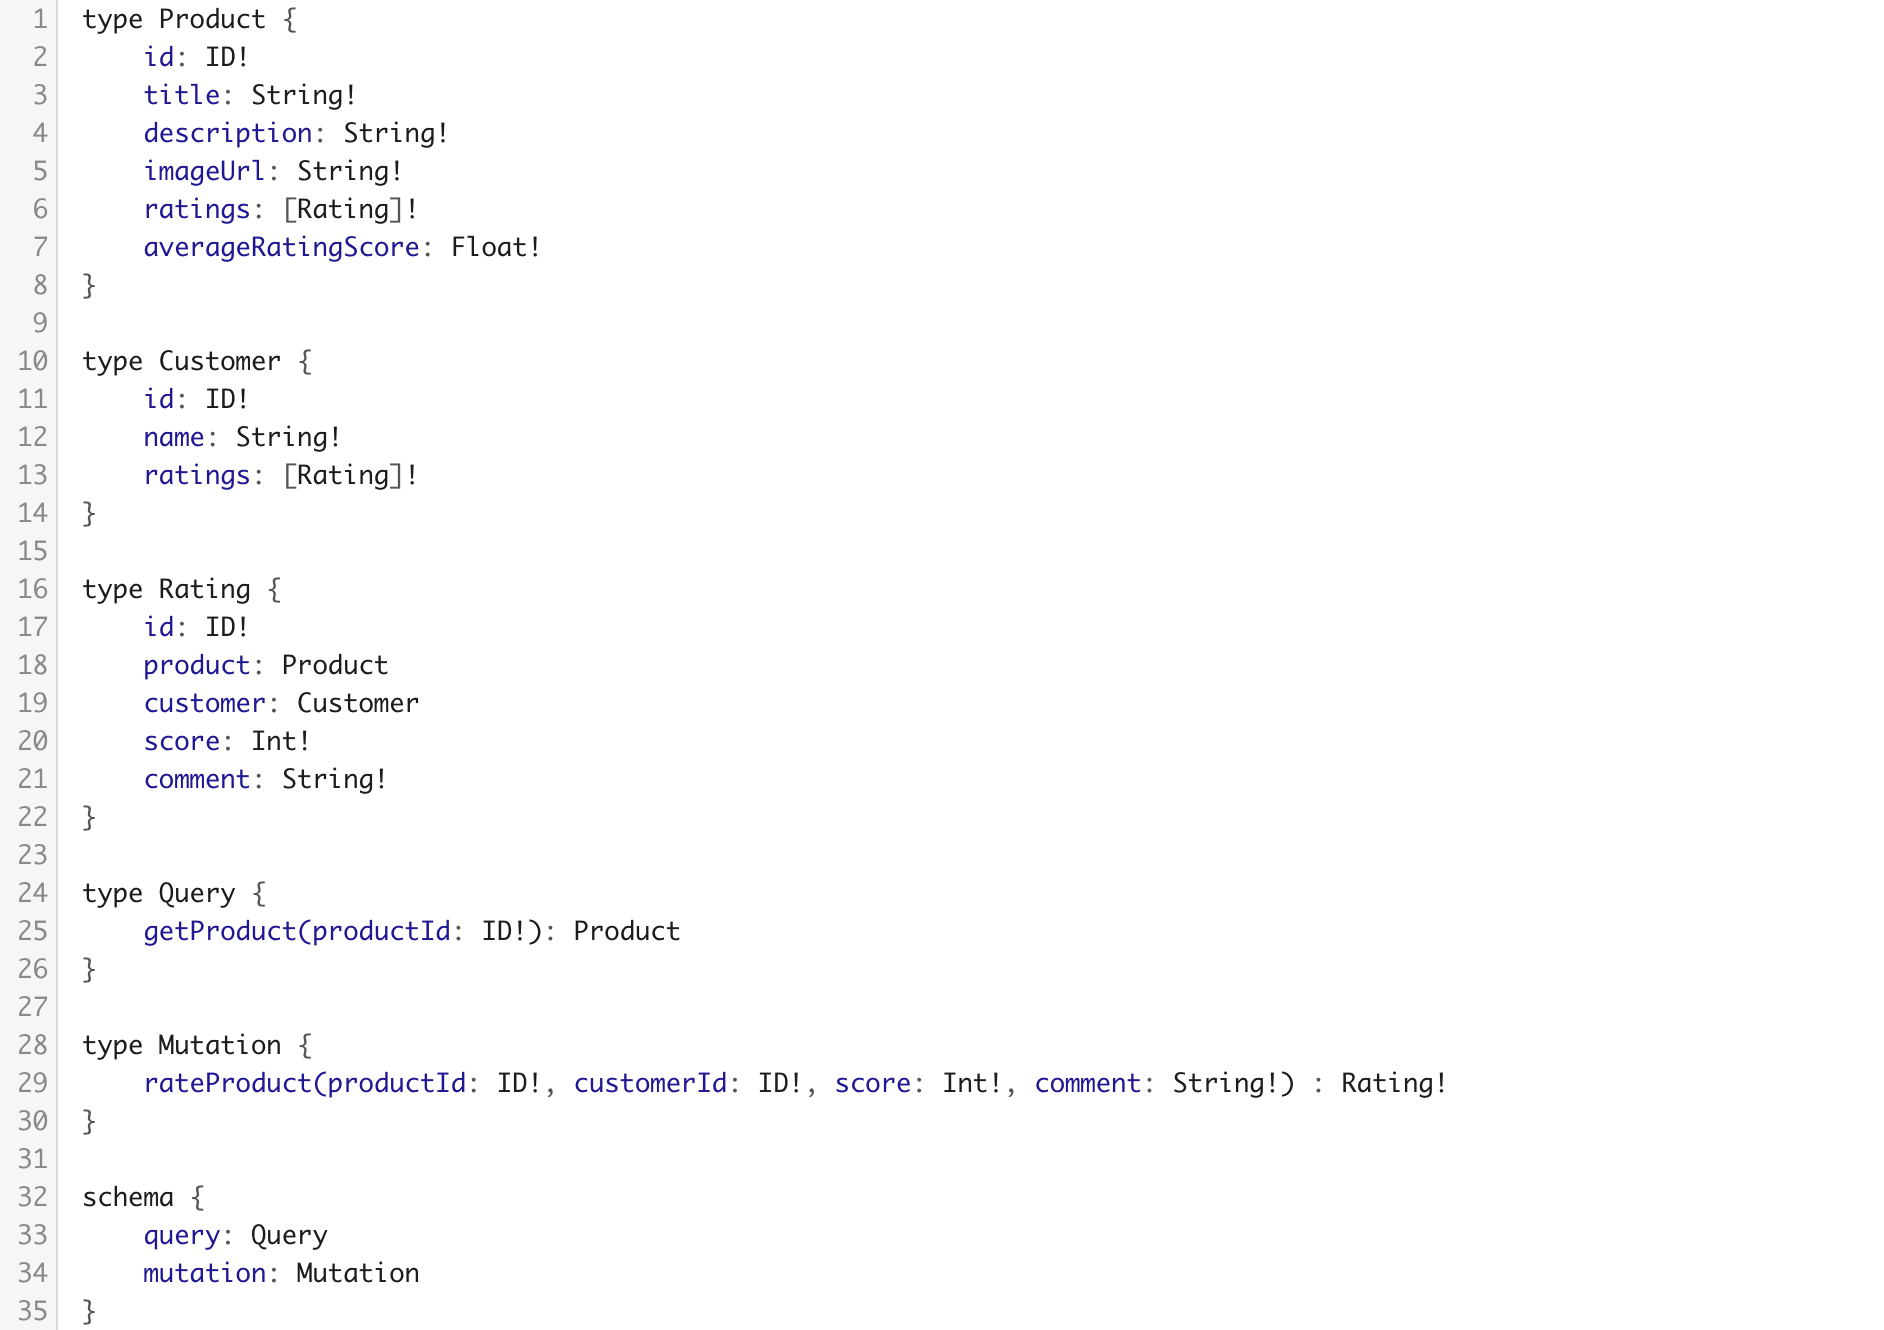 1 type Product {
2     id: ID!
3     title: String!
4     description: String!
5     imageUrl: String!
6     ratings: [Rating]!
7     averageRatingScore: Float!
8 }
9
10 type Customer {
11     id: ID!
12     name: String!
13     ratings: [Rating]!
14 }
15
16 type Rating {
17     id: ID!
18     product: Product
19     customer: Customer
20     score: Int!
21     comment: String!
22 }
23
24 type Query {
25     getProduct(productId: ID!): Product
26 }
27
28 type Mutation {
29     rateProduct(productId: ID!, customerId: ID!, score: Int!, comment: String!) : Rating!
30 }
31
32 schema {
33     query: Query
34     mutation: Mutation
35 }